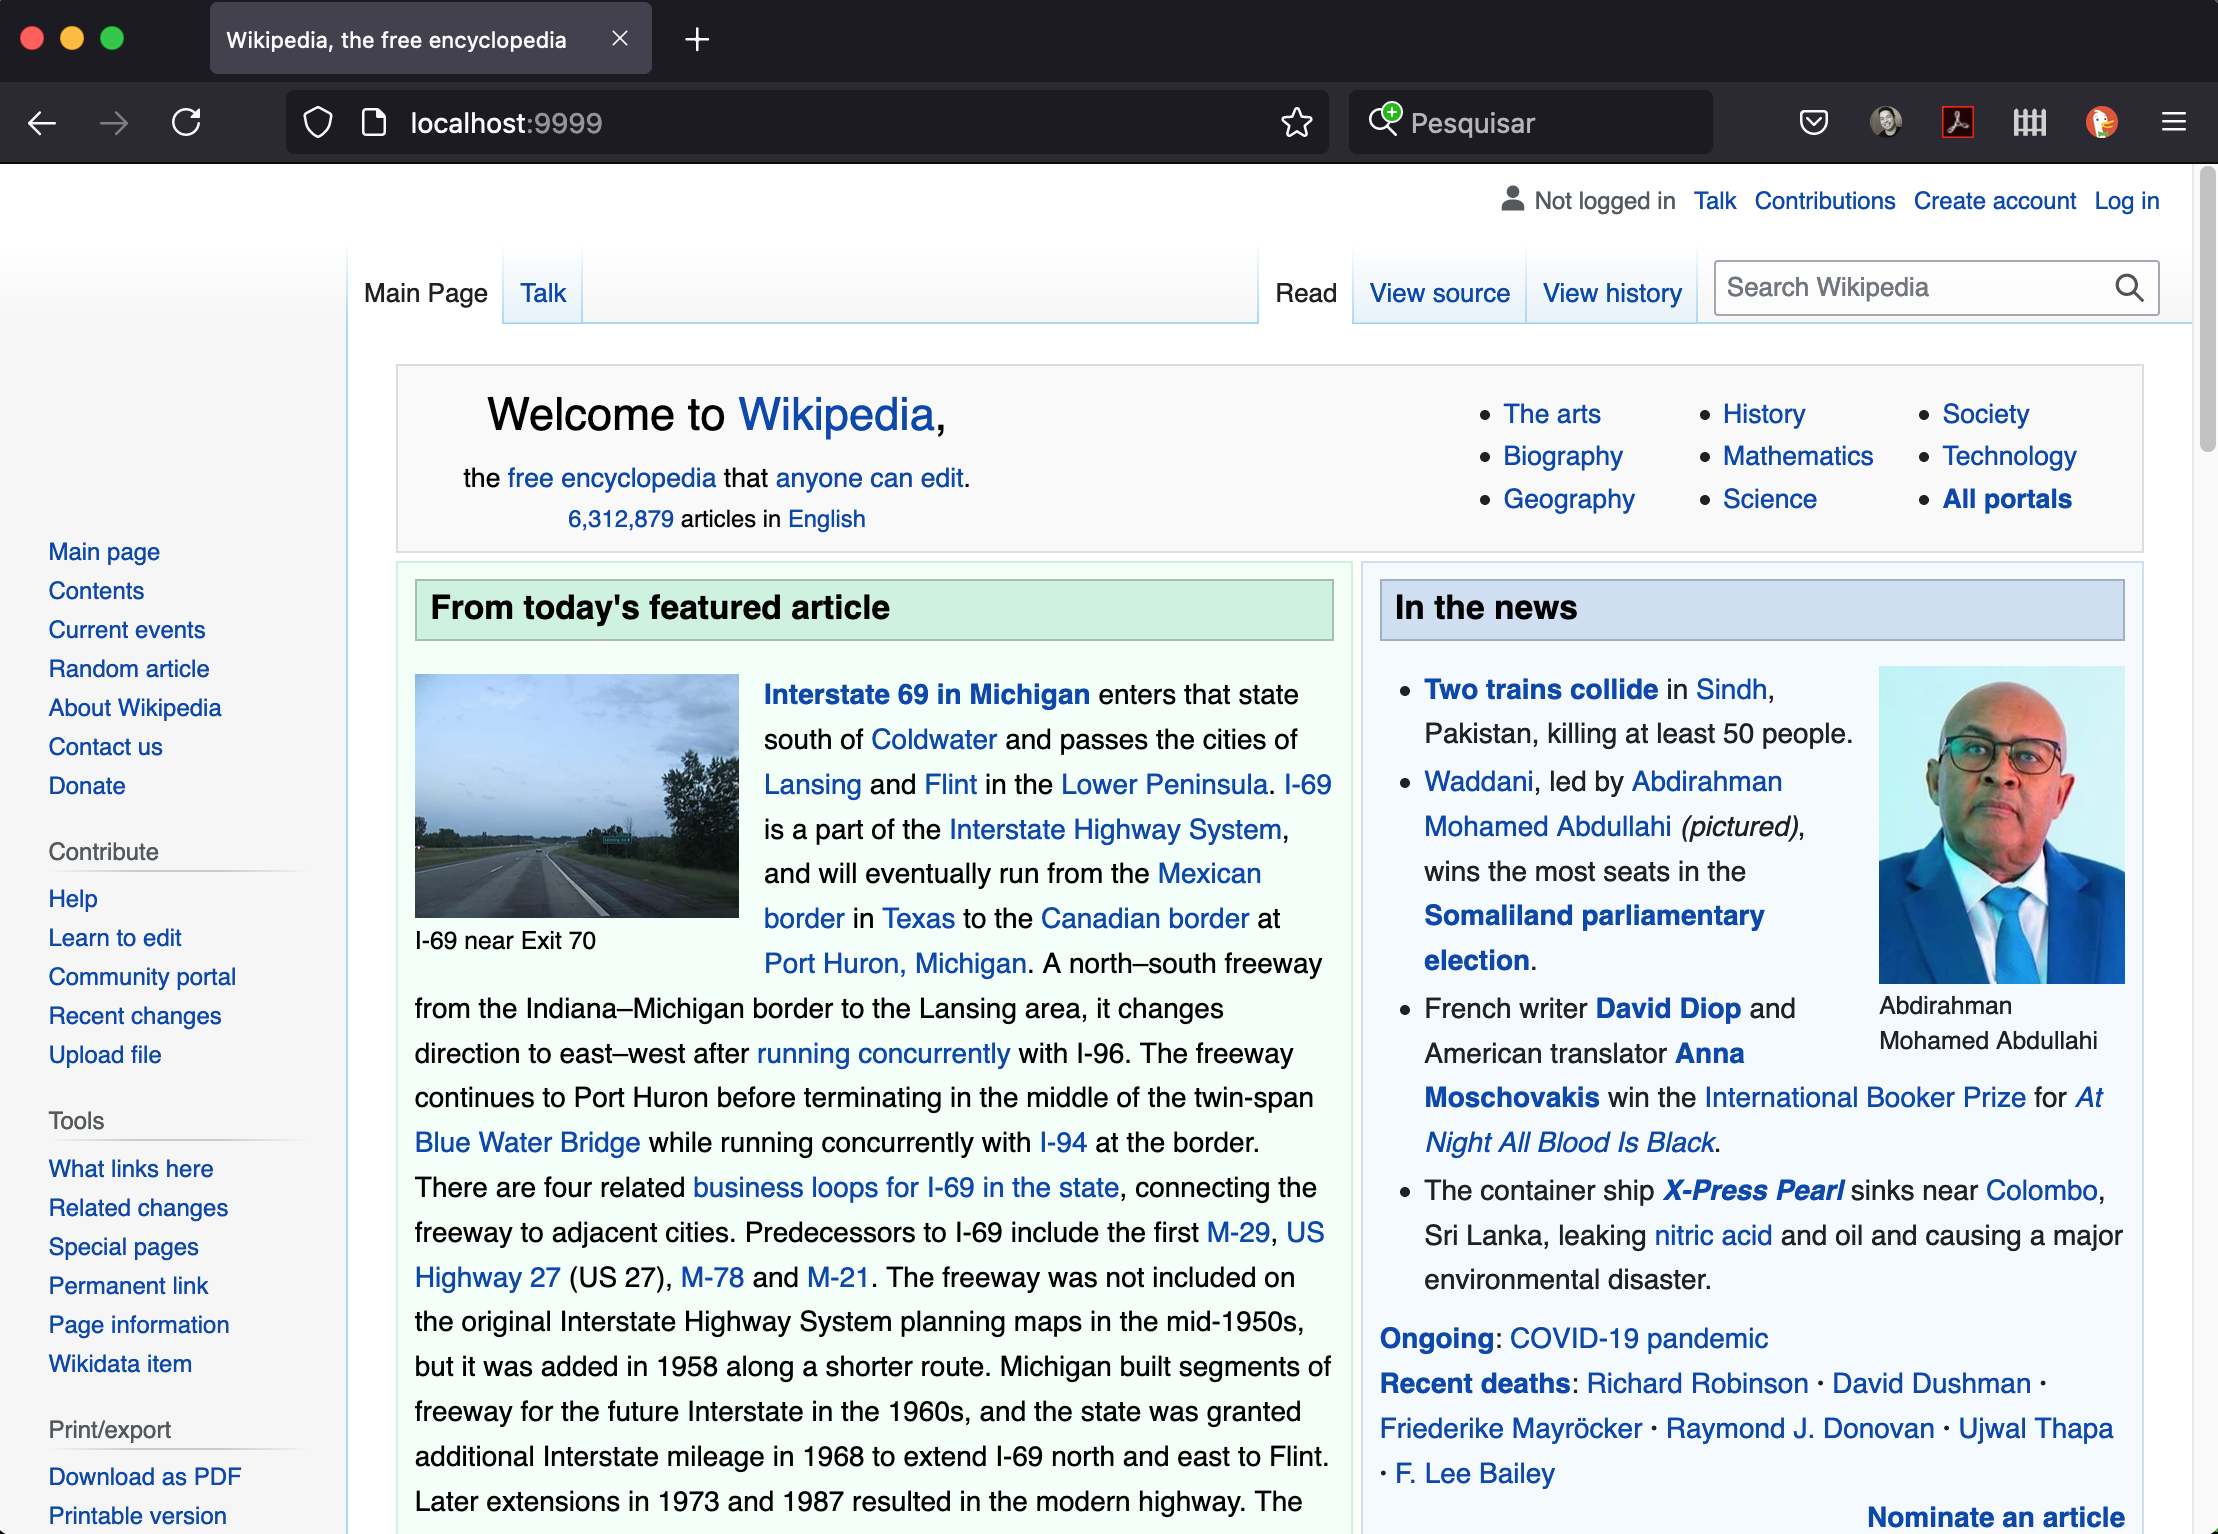 Wikipedia, the free encyclopedia
localhost:9999
Pesquisar
Not logged in Talk Contributions Create account Log in
Main Page Talk Read View source View history Search Wikipedia
Welcome to Wikipedia,
the free encyclopedia that anyone can edit.
6,312,879 articles in English
• The arts
• Biography
• Geography
• History
• Mathematics
• Science
• Society
• Technology
• All portals
Main page
Contents
Current events
Random article
About Wikipedia
Contact us
Donate
Contribute
Help
Learn to edit
Community portal
Recent changes
Upload file
Tools
What links here
Related changes
Special pages
Permanent link
Page information
Wikidata item
Print/export
Download as PDF
Printable version
From today's featured article
I-69 near Exit 70
Interstate 69 in Michigan enters that state
south of Coldwater and passes the cities of
Lansing and Flint in the Lower Peninsula. I-69
is a part of the Interstate Highway System,
and will eventually run from the Mexican
border in Texas to the Canadian border at
Port Huron, Michigan. A north–south freeway
from the Indiana–Michigan border to the Lansing area, it changes
direction to east–west after running concurrently with I-96. The freeway
continues to Port Huron before terminating in the middle of the twin-span
Blue Water Bridge while running concurrently with I-94 at the border.
There are four related business loops for I-69 in the state, connecting the
freeway to adjacent cities. Predecessors to I-69 include the first M-29, US
Highway 27 (US 27), M-78 and M-21. The freeway was not included on
the original Interstate Highway System planning maps in the mid-1950s,
but it was added in 1958 along a shorter route. Michigan built segments of
freeway for the future Interstate in the 1960s, and the state was granted
additional Interstate mileage in 1968 to extend I-69 north and east to Flint.
Later extensions in 1973 and 1987 resulted in the modern highway. The
In the news
• Two trains collide in Sindh,
Pakistan, killing at least 50 people.
• Waddani, led by Abdirahman
Mohamed Abdullahi (pictured),
wins the most seats in the
Somaliland parliamentary
election.
• French writer David Diop and
American translator Anna
Moschovakis win the International Booker Prize for At
Night All Blood Is Black.
• The container ship X-Press Pearl sinks near Colombo,
Sri Lanka, leaking nitric acid and oil and causing a major
environmental disaster.
Abdirahman
Mohamed Abdullahi
Ongoing: COVID-19 pandemic
Recent deaths: Richard Robinson · David Dushman ·
Friederike Mayröcker · Raymond J. Donovan · Ujwal Thapa
· F. Lee Bailey
Nominate an article